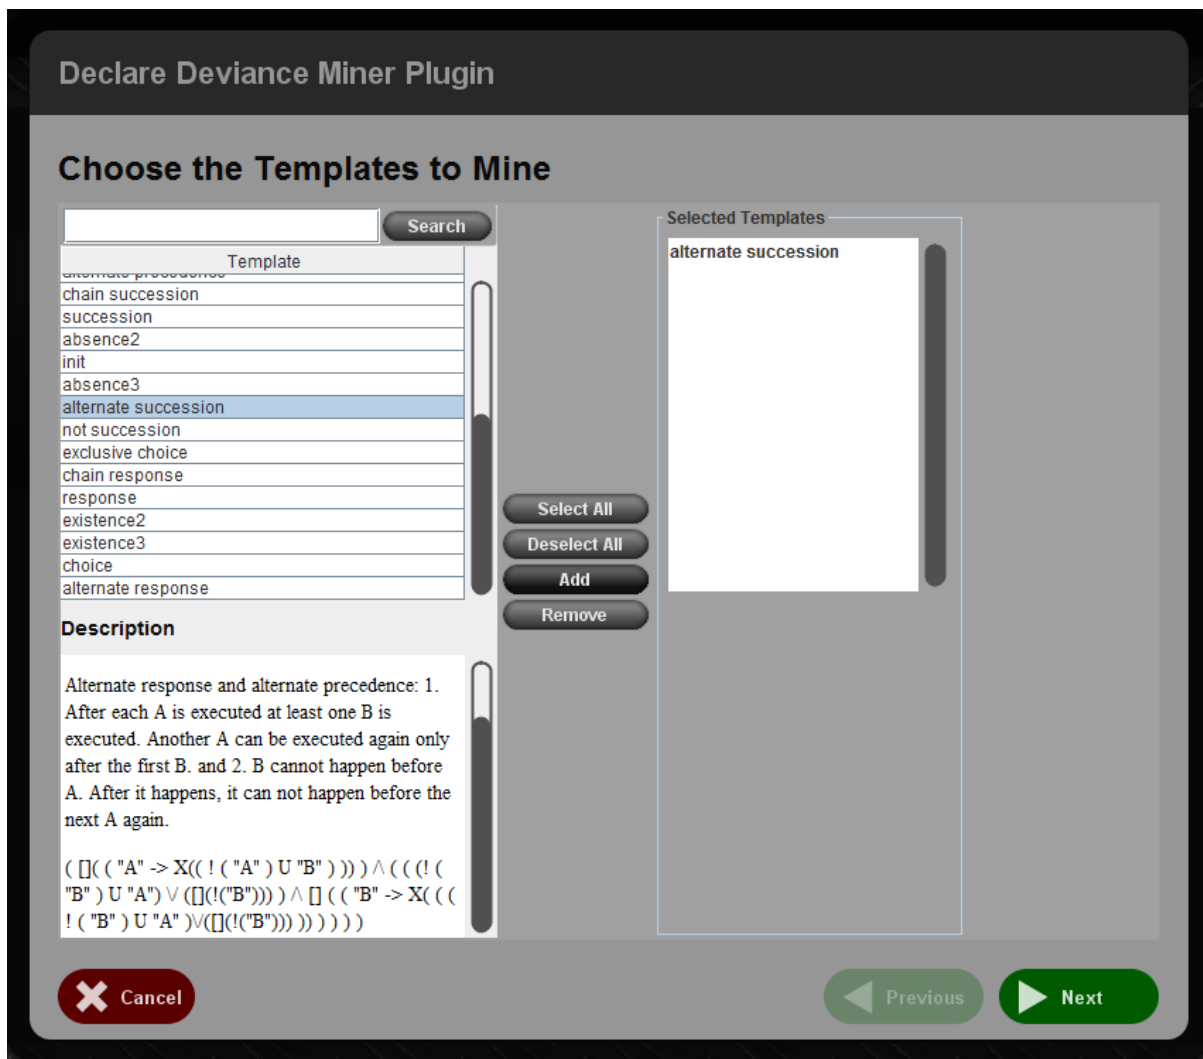 Declare Deviance Miner Plugin
Choose the Templates to Mine
Search
Template
alternate precedence
chain succession
succession
absence2
init
absence3
alternate succession
not succession
exclusive choice
chain response
response
existence2
existence3
choice
alternate response
Description
Alternate response and alternate precedence: 1.
After each A is executed at least one B is
executed. Another A can be executed again only
after the first B. and 2. B cannot happen before
A. After it happens, it can not happen before the
next A again.
( []( ( "A" -> X(( ! ( "A" ) U "B" ) )) ) /\ ( ( (! (
"B" ) U "A") \/ ([](!("B"))) ) /\ [] ( ( "B" -> X( ( (
! ( "B" ) U "A" )\/([](!("B"))) )) ) ) ) )
Select All
Deselect All
Add
Remove
Selected Templates
alternate succession
Cancel
Previous
Next